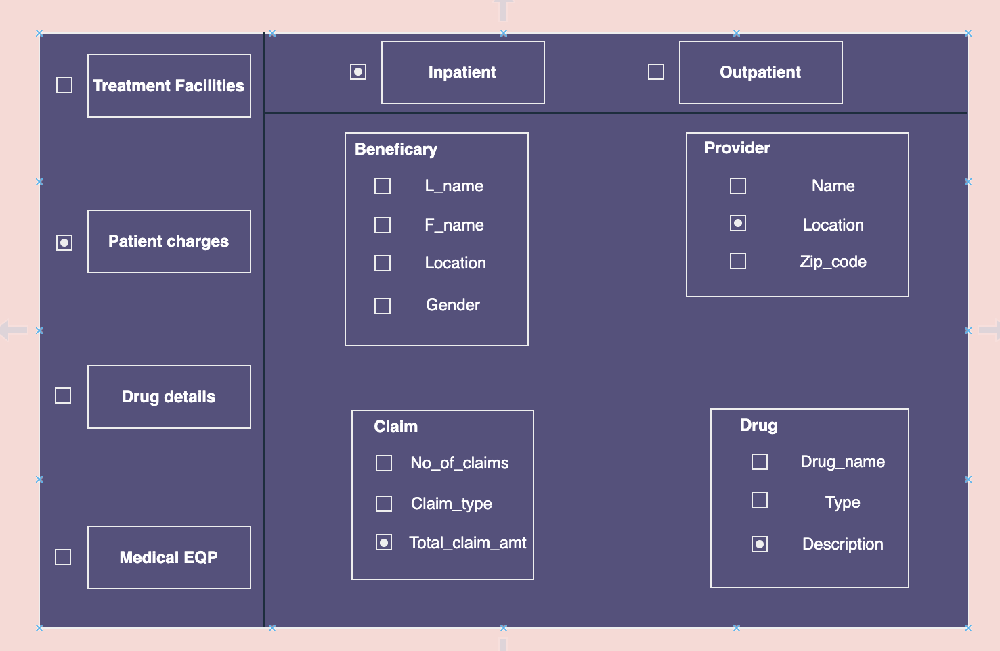 Treatment Facilities
Patient charges
Drug details
Medical EQP
Inpatient
Outpatient
Beneficary
L_name
F_name
Location
Gender
Provider
Name
Location
Zip_code
Claim
No_of_claims
Claim_type
Total_claim_amt
Drug
Drug_name
Type
Description